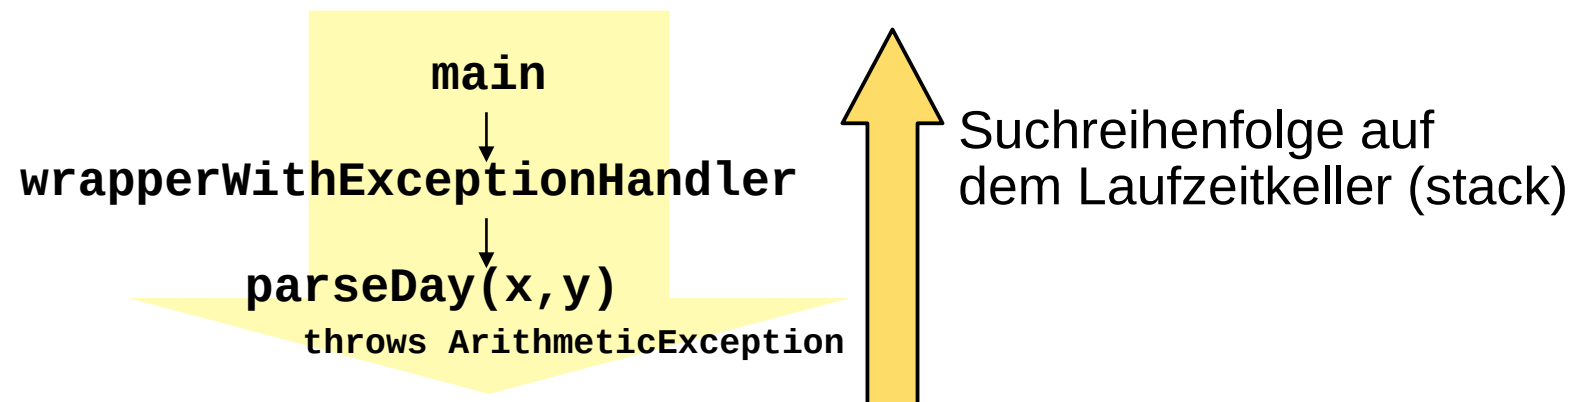 main
wrapperWithExceptionHandler
parseDay(x,y)
throws ArithmeticException
Suchreihenfolge auf
dem Laufzeitkeller (stack)